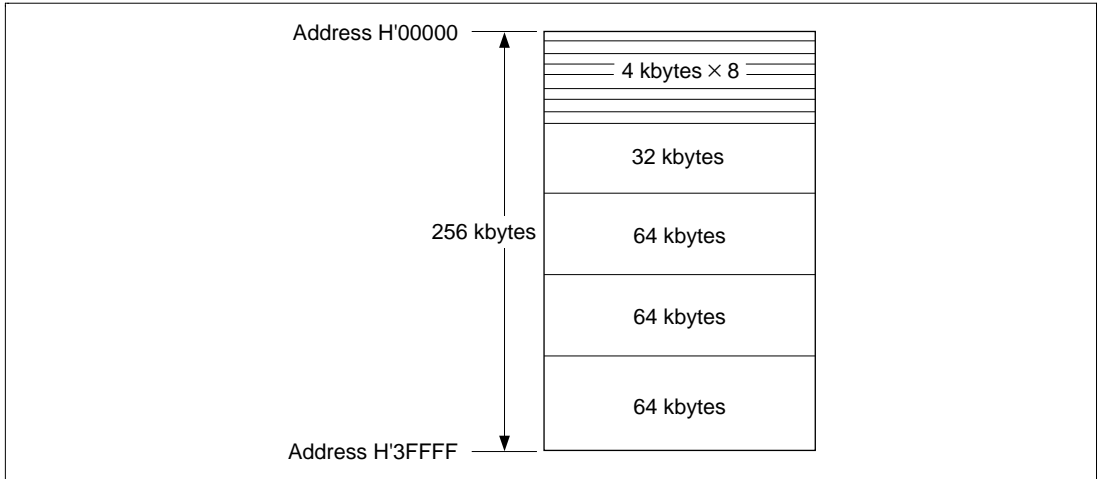 Address H'00000
4 kbytes × 8
32 kbytes
256 kbytes
64 kbytes
64 kbytes
64 kbytes
Address H'3FFFF